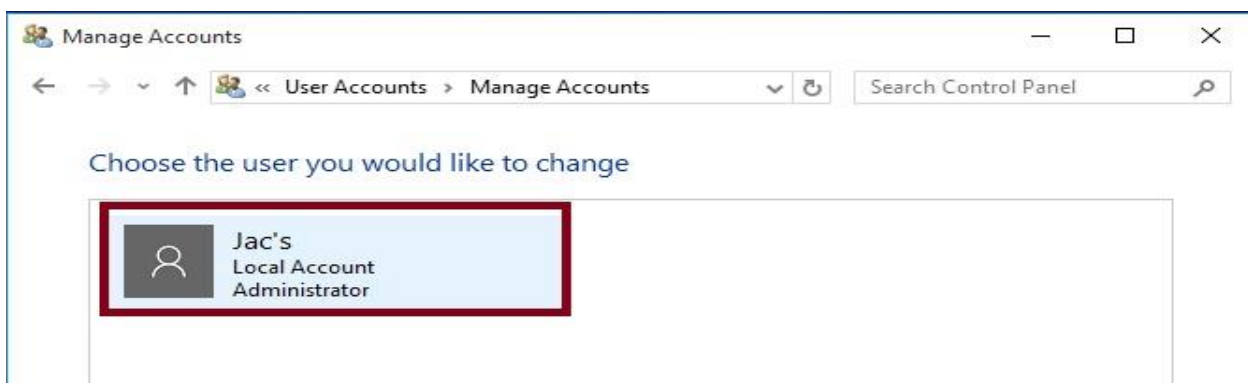 Manage Accounts
« User Accounts › Manage Accounts
Search Control Panel
Choose the user you would like to change
Jac's
Local Account
Administrator